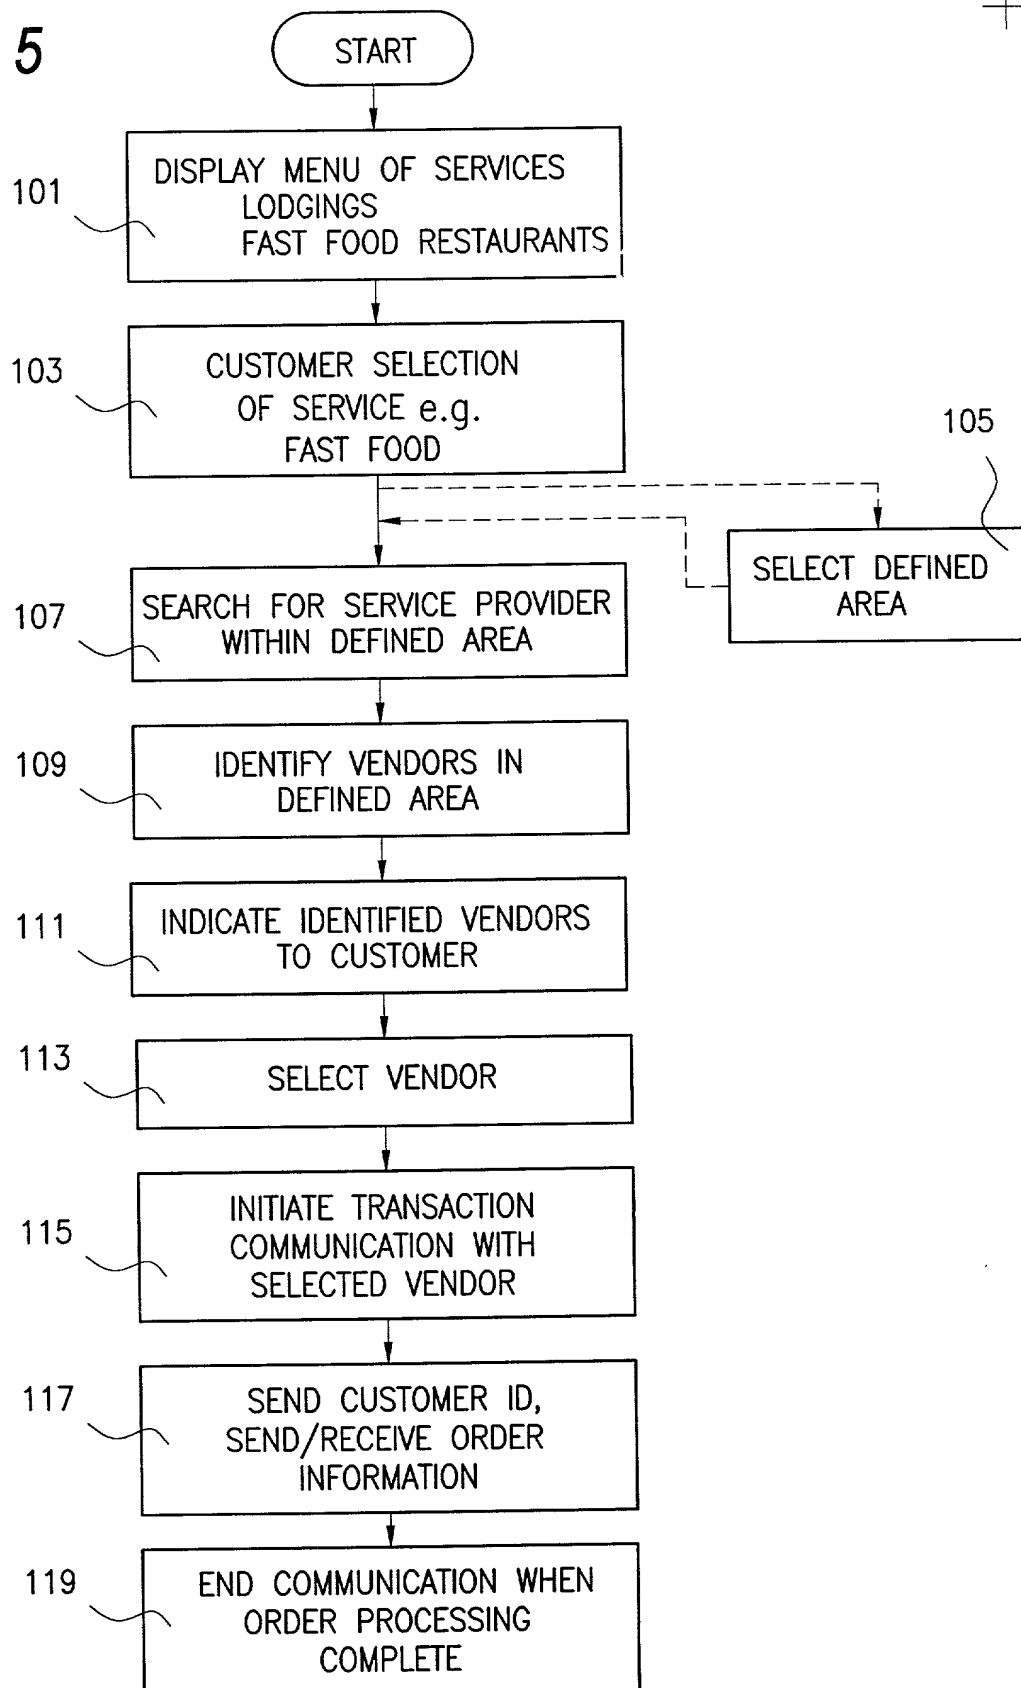 5
START
101
DISPLAY MENU OF SERVICES
LODGINGS
FAST FOOD RESTAURANTS
103
CUSTOMER SELECTION
OF SERVICE e.g.
FAST FOOD
105
SELECT DEFINED
AREA
107
SEARCH FOR SERVICE PROVIDER
WITHIN DEFINED AREA
109
IDENTIFY VENDORS IN
DEFINED AREA
111
INDICATE IDENTIFIED VENDORS
TO CUSTOMER
113
SELECT VENDOR
115
INITIATE TRANSACTION
COMMUNICATION WITH
SELECTED VENDOR
117
SEND CUSTOMER ID,
SEND/RECEIVE ORDER
INFORMATION
119
END COMMUNICATION WHEN
ORDER PROCESSING
COMPLETE